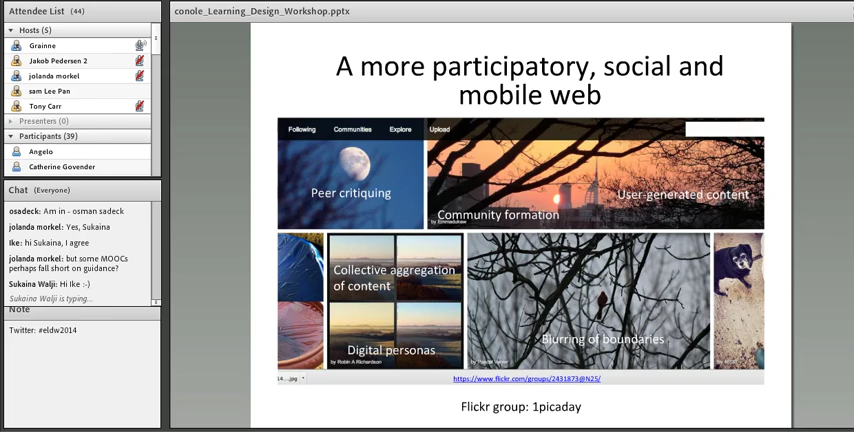 Attendee List (44)
Hosts (5)
Grainne
Jakob Pedersen 2
jolanda morkel
sam Lee Pan
Tony Carr
Presenters (0)
Participants (39)
Angelo
Catherine Govender
Chat (Everyone)
osadeck: Am in - osman sadeck
jolanda morkel: Yes, Sukaina
Ike: hi Sukaina, I agree
jolanda morkel: but some MOOCs
perhaps fall short on guidance?
Sukaina Walji: Hi Ike :-)
Sukaina Walji is typing...
Note
Twitter: #eldw2014
conole_Learning_Design_Workshop.pptx
A more participatory, social and
mobile web
Following Communities Explore Upload
Peer critiquing
User-generated content
Community formation
Collective aggregation
of content
Digital personas
by Robin A Richardson
Blurring of boundaries
14....jpg
https://www.flickr.com/groups/2431873@N25/
Flickr group: 1picaday